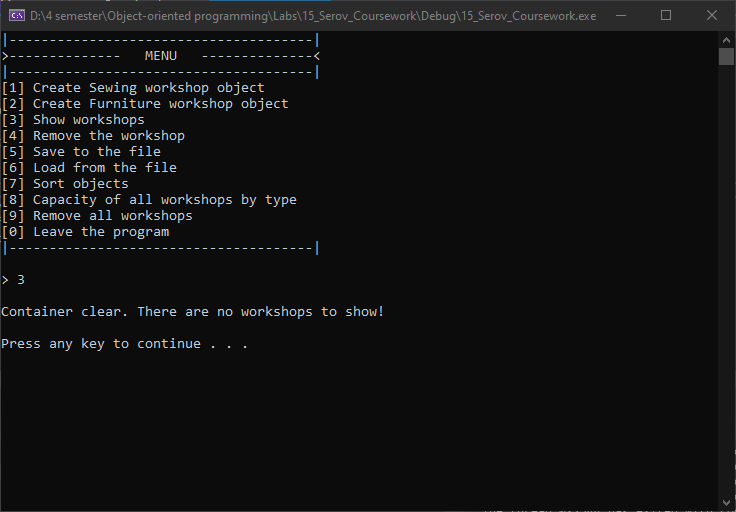 D:\4 semester\Object-oriented programming\Labs\15_Serov_Coursework\Debug\15_Serov_Coursework.exe
|--------------------------------------|
>--------------   MENU   --------------<
|--------------------------------------|
[1] Create Sewing workshop object
[2] Create Furniture workshop object
[3] Show workshops
[4] Remove the workshop
[5] Save to the file
[6] Load from the file
[7] Sort objects
[8] Capacity of all workshops by type
[9] Remove all workshops
[0] Leave the program
|--------------------------------------|
> 3
Container clear. There are no workshops to show!
Press any key to continue . . .